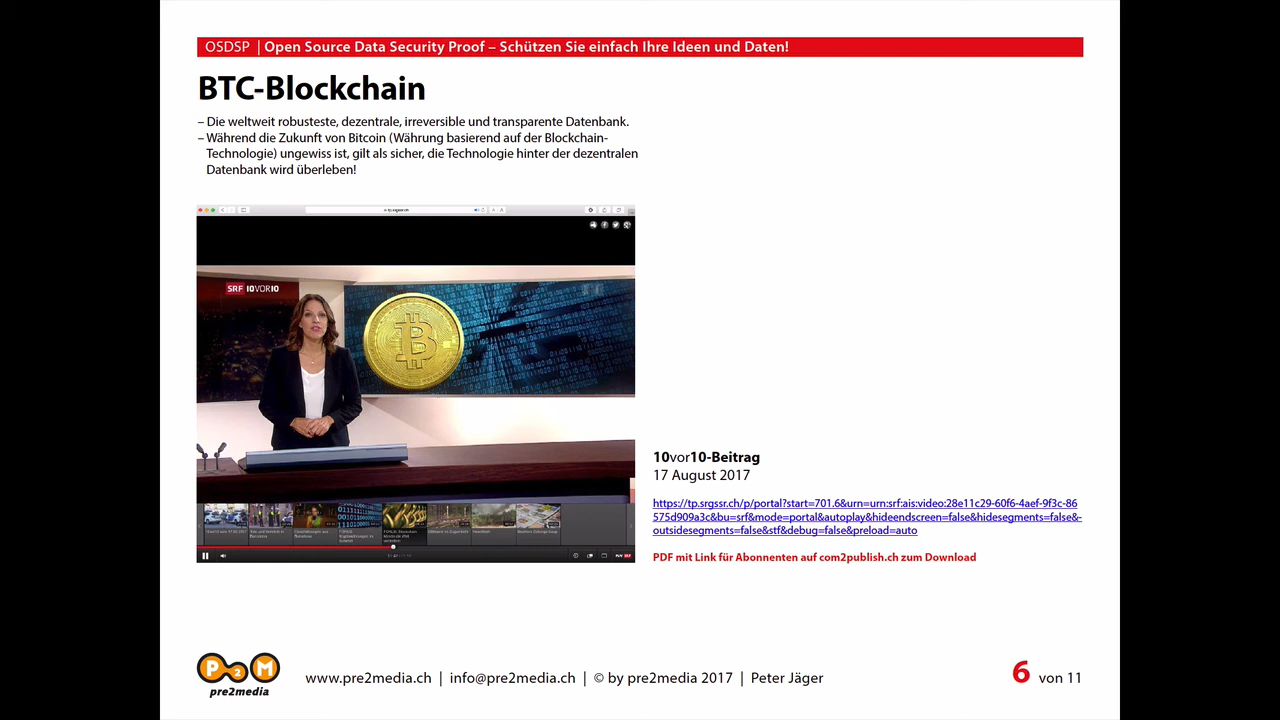 OSDSP | Open Source Data Security Proof – Schützen Sie einfach Ihre Ideen und Daten!
BTC-Blockchain
– Die weltweit robusteste, dezentrale, irreversible und transparente Datenbank.
– Während die Zukunft von Bitcoin (Währung basierend auf der Blockchain-
Technologie) ungewiss ist, gilt als sicher, die Technologie hinter der dezentralen
Datenbank wird überleben!
SRF 10VOR10
10vor10-Beitrag
17 August 2017
https://tp.srgssr.ch/p/portal?start=701.6&urn=urn:srf:ais:video:28e11c29-60f6-4aef-9f3c-86
575d909a3c&bu=srf&mode=portal&autoplay&hideendscreen=false&hidesegments=false&-
outsidesegments=false&stf&debug=false&preload=auto
PDF mit Link für Abonnenten auf com2publish.ch zum Download
P2M
pre2media
www.pre2media.ch | info@pre2media.ch | © by pre2media 2017 | Peter Jäger
6 von 11